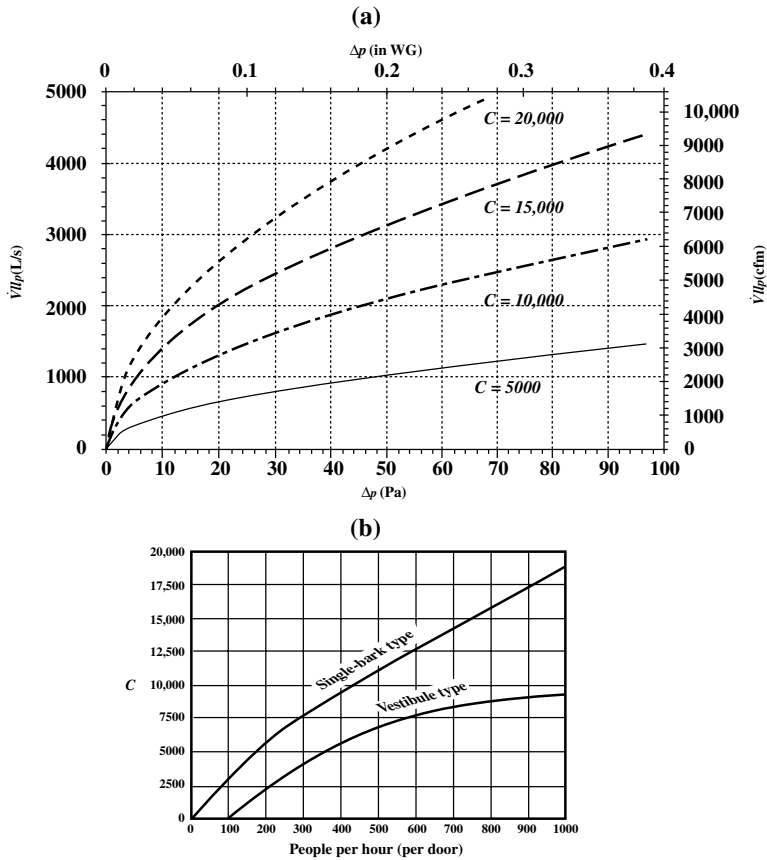 (a)
Δp (in WG)
0 0.1 0.2 0.3 0.4
5000
4000
3000
2000
1000
0
V̇llp(L/s)
C = 20,000
C = 15,000
C = 10,000
C = 5000
10,000
9000
8000
7000
6000
5000
4000
3000
2000
1000
0
V̇llp(cfm)
0 10 20 30 40 50 60 70 80 90 100
Δp (Pa)
(b)
20,000
17,500
15,000
12,500
10,000
7500
5000
2500
0
C
Single-bark type
Vestibule type
0 100 200 300 400 500 600 700 800 900 1000
People per hour (per door)